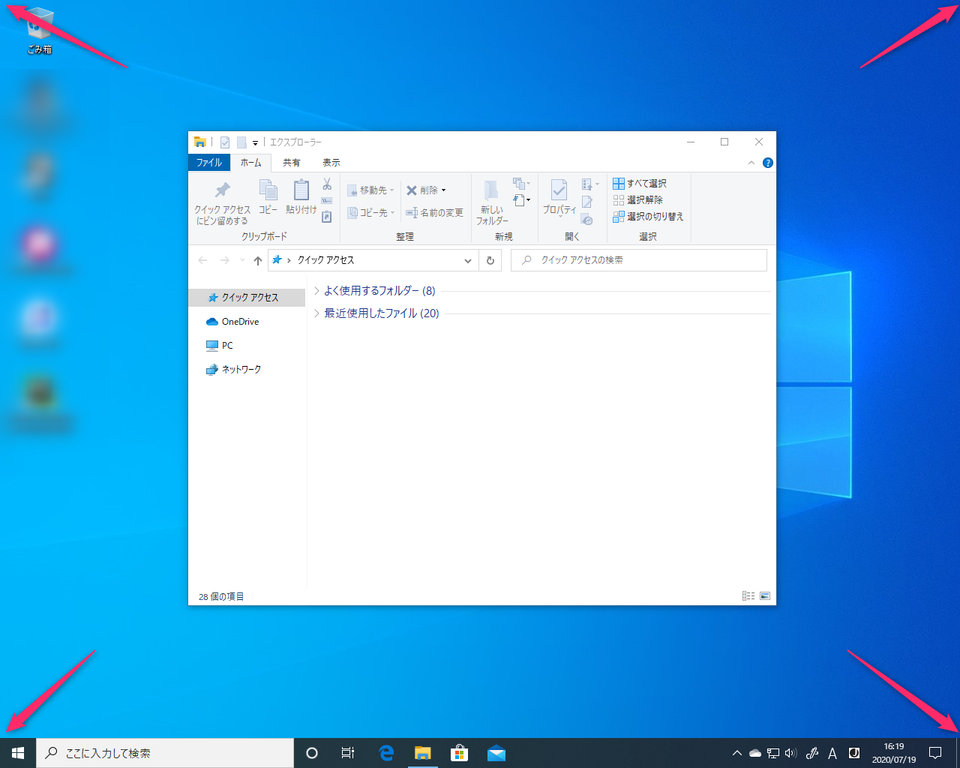 ごみ箱
エクスプローラー
ファイル ホーム 共有 表示
クイック アクセス
にピン留めする
コピー
貼り付け
移動先
コピー先
削除
名前の変更
新しい
フォルダー
プロパティ
すべて選択
選択解除
選択の切り替え
クリップボード 整理 新規 開く 選択
クイック アクセス
クイック アクセスの検索
クイック アクセス
OneDrive
PC
ネットワーク
よく使用するフォルダー (8)
最近使用したファイル (20)
28 個の項目
ここに入力して検索
A
16:19
2020/07/19